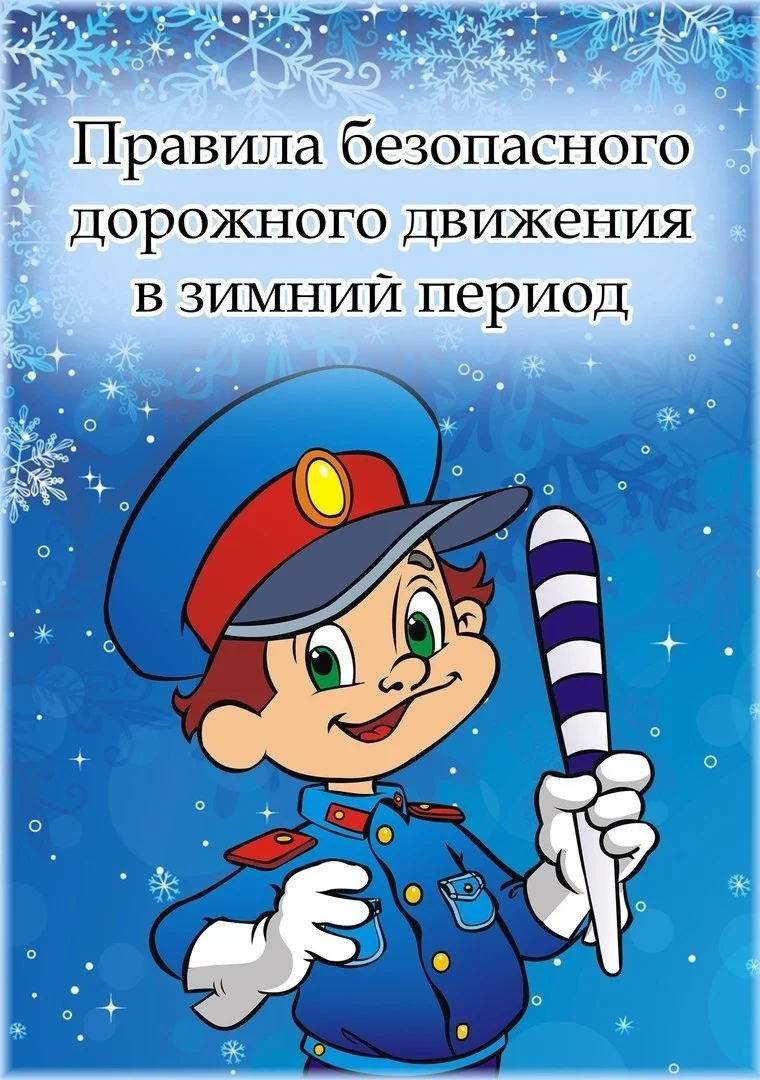 Правила безопасного
дорожного движения
в зимний период